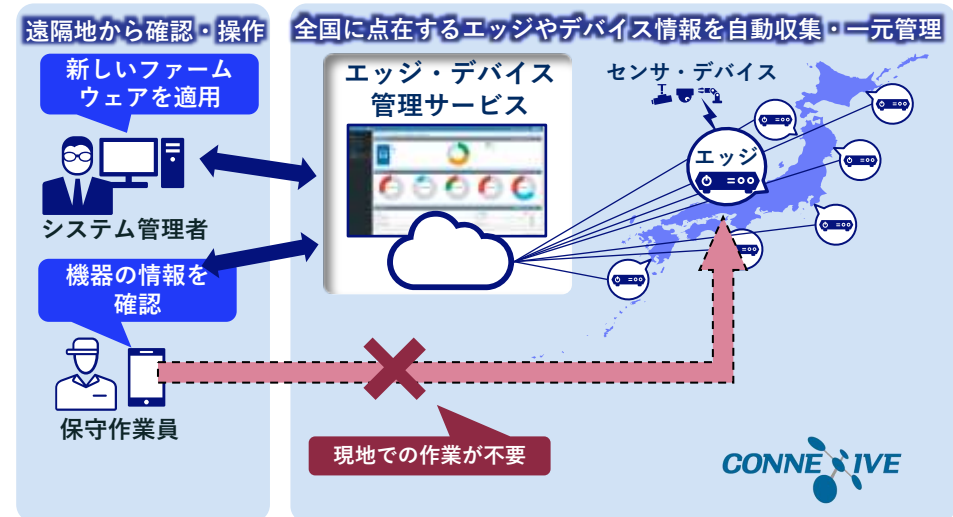 遠隔地から確認・操作
新しいファーム
ウェアを適用
システム管理者
機器の情報を
確認
保守作業員
全国に点在するエッジやデバイス情報を自動収集・一元管理
エッジ・デバイス
管理サービス
センサ・デバイス
エッジ
現地での作業が不要
CONNEXIVE